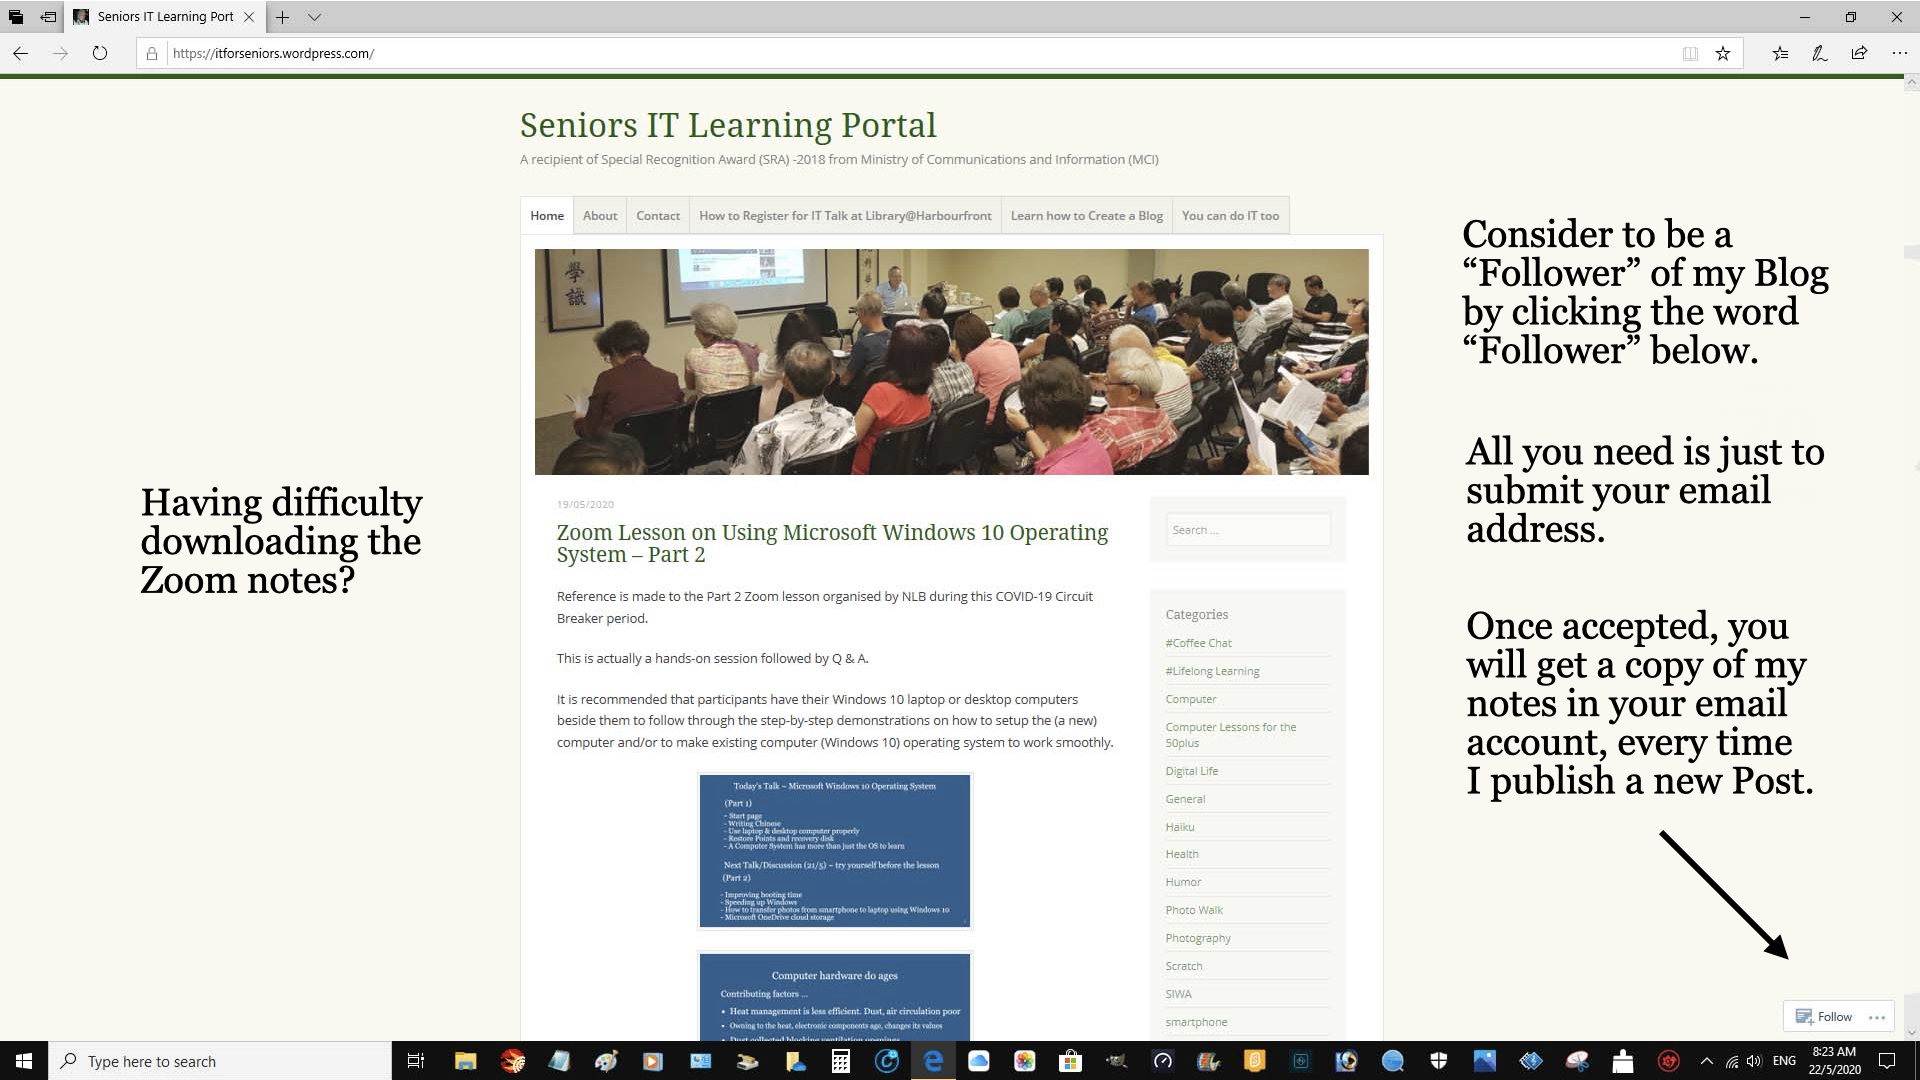 Seniors IT Learning Port
https://itforseniors.wordpress.com/
Seniors IT Learning Portal
A recipient of Special Recognition Award (SRA) -2018 from Ministry of Communications and Information (MCI)
Home
About
Contact
How to Register for IT Talk at Library@Harbourfront
Learn how to Create a Blog
You can do IT too
學
識
Having difficulty
downloading the
Zoom notes?
19/05/2020
Zoom Lesson on Using Microsoft Windows 10 Operating
System – Part 2
Reference is made to the Part 2 Zoom lesson organised by NLB during this COVID-19 Circuit
Breaker period.
This is actually a hands-on session followed by Q & A.
It is recommended that participants have their Windows 10 laptop or desktop computers
beside them to follow through the step-by-step demonstrations on how to setup the (a new)
computer and/or to make existing computer (Windows 10) operating system to work smoothly.
Today's Talk ~ Microsoft Windows 10 Operating System
(Part 1)
- Start page
- Writing Chinese
- Use laptop & desktop computer properly
- Restore Points and recovery disk
- A Computer System has more than just the OS to learn
Next Talk/Discussion (21/5) ~ try yourself before the lesson
(Part 2)
- Improving booting time
- Speeding up Windows
- How to transfer photos from smartphone to laptop using Windows 10
- Microsoft OneDrive cloud storage
Computer hardware do ages
Contributing factors ...
• Heat management is less efficient. Dust, air circulation poor
• Owning to the heat, electronic components age, changes its values
• Dust collected blocking ventilation openings
Search ...
Categories
#Coffee Chat
#Lifelong Learning
Computer
Computer Lessons for the
50plus
Digital Life
General
Haiku
Health
Humor
Photo Walk
Photography
Scratch
SIWA
smartphone
Consider to be a
“Follower” of my Blog
by clicking the word
“Follower” below.
All you need is just to
submit your email
address.
Once accepted, you
will get a copy of my
notes in your email
account, every time
I publish a new Post.
Follow
Type here to search
ENG
8:23 AM
22/5/2020